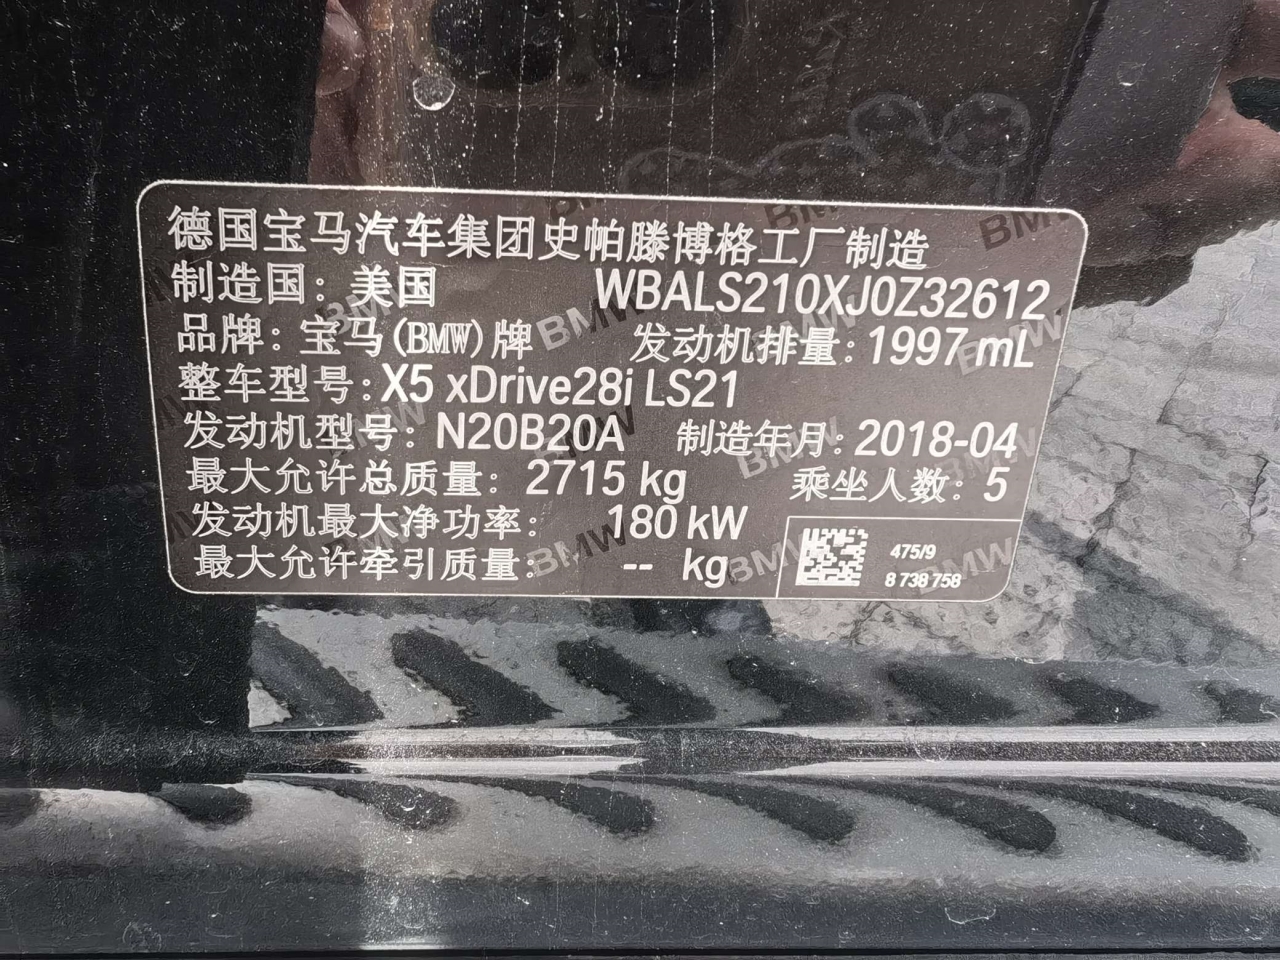 德国宝马汽车集团史帕滕博格工厂制造
制造国：美国 WBALS210XJ0Z32612
品牌：宝马(BMW)牌 发动机排量：1997 mL
整车型号：X5 xDrive28i LS21
发动机型号：N20B20A 制造年月：2018-04
最大允许总质量：2715 kg 乘坐人数：5
发动机最大净功率：180 kW
最大允许牵引质量：-- kg
475/9
8 738 758